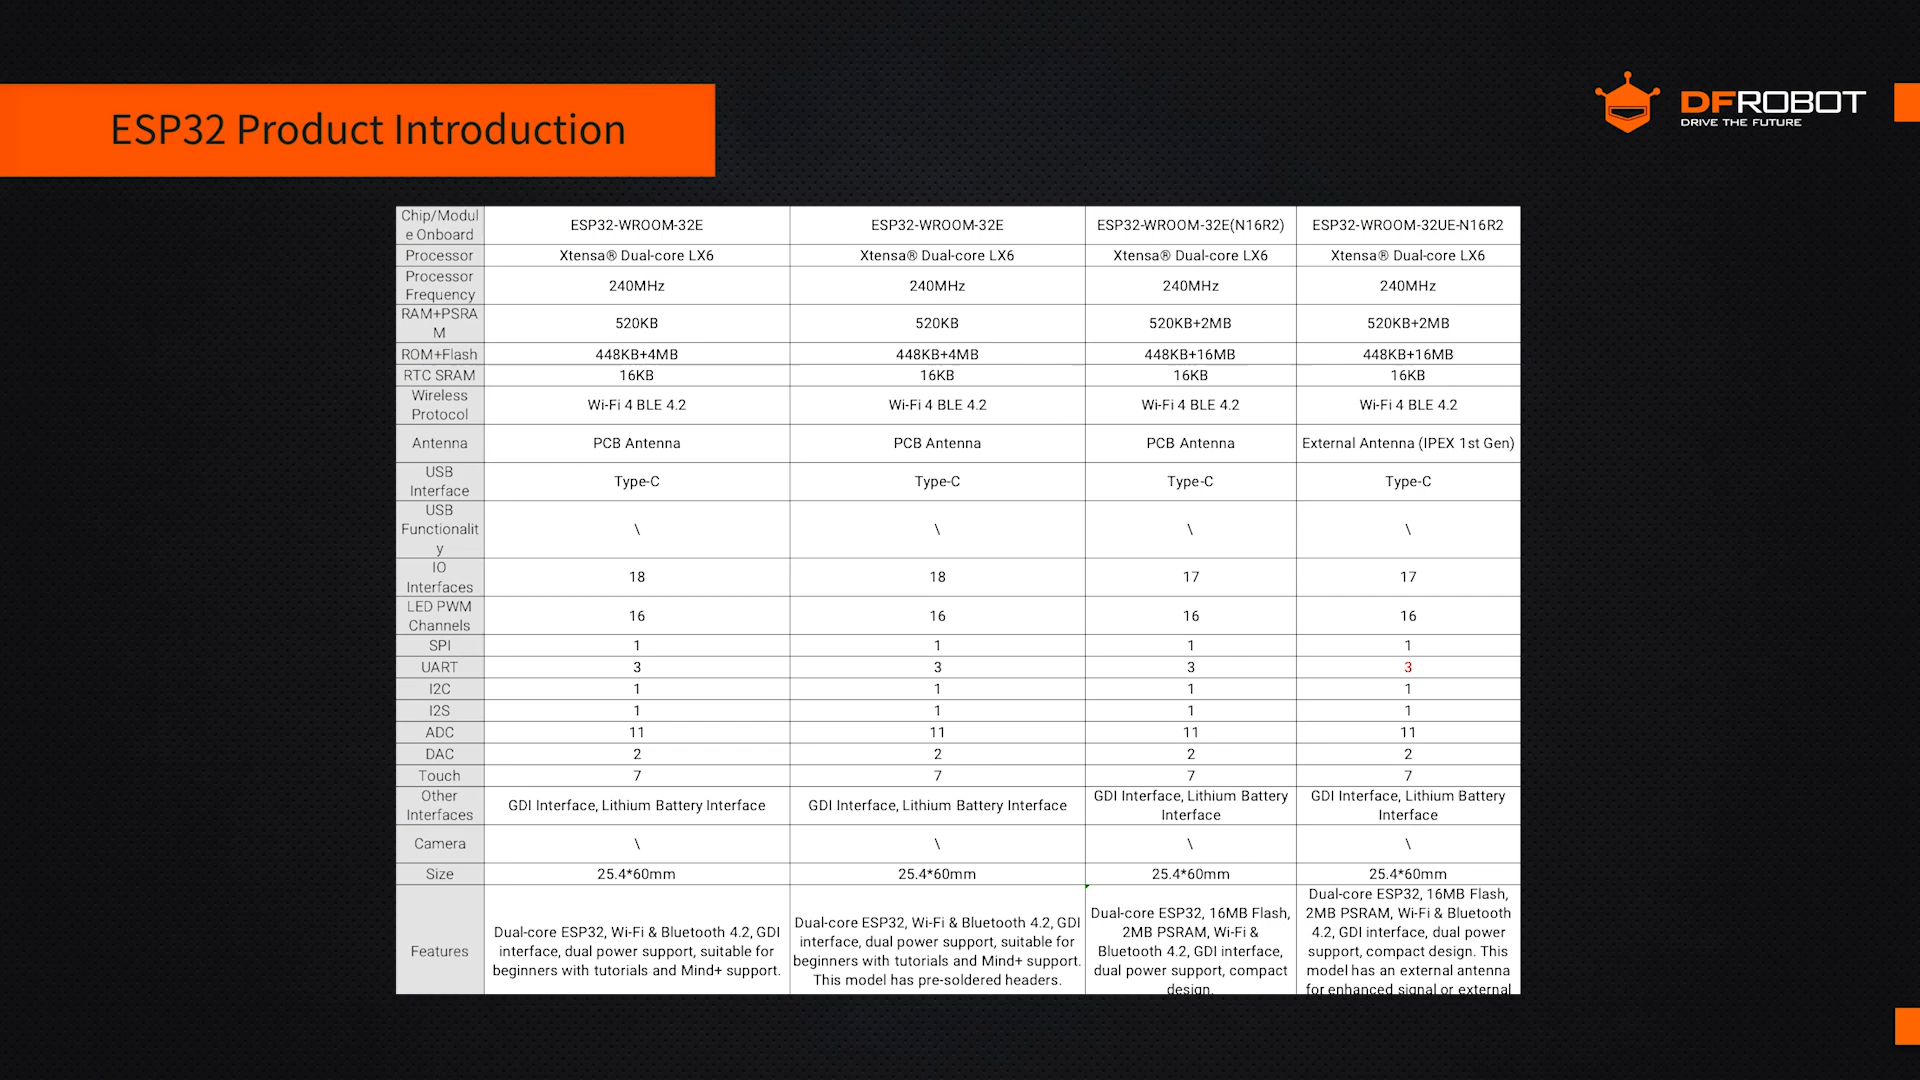 ESP32 Product Introduction
DFROBOT
DRIVE THE FUTURE
Chip/Modul
e Onboard
ESP32-WROOM-32E
ESP32-WROOM-32E
ESP32-WROOM-32E(N16R2)
ESP32-WROOM-32UE-N16R2
Processor
Xtensa® Dual-core LX6
Xtensa® Dual-core LX6
Xtensa® Dual-core LX6
Xtensa® Dual-core LX6
Processor
Frequency
240MHz
240MHz
240MHz
240MHz
RAM+PSRA
M
520KB
520KB
520KB+2MB
520KB+2MB
ROM+Flash
448KB+4MB
448KB+4MB
448KB+16MB
448KB+16MB
RTC SRAM
16KB
16KB
16KB
16KB
Wireless
Protocol
Wi-Fi 4 BLE 4.2
Wi-Fi 4 BLE 4.2
Wi-Fi 4 BLE 4.2
Wi-Fi 4 BLE 4.2
Antenna
PCB Antenna
PCB Antenna
PCB Antenna
External Antenna (IPEX 1st Gen)
USB
Interface
Type-C
Type-C
Type-C
Type-C
USB
Functionalit
y
\
\
\
\
IO
Interfaces
18
18
17
17
LED PWM
Channels
16
16
16
16
SPI
1
1
1
1
UART
3
3
3
3
I2C
1
1
1
1
I2S
1
1
1
1
ADC
11
11
11
11
DAC
2
2
2
2
Touch
7
7
7
7
Other
Interfaces
GDI Interface, Lithium Battery Interface
GDI Interface, Lithium Battery Interface
GDI Interface, Lithium Battery
Interface
GDI Interface, Lithium Battery
Interface
Camera
\
\
\
\
Size
25.4*60mm
25.4*60mm
25.4*60mm
25.4*60mm
Features
Dual-core ESP32, Wi-Fi & Bluetooth 4.2, GDI
interface, dual power support, suitable for
beginners with tutorials and Mind+ support.
Dual-core ESP32, Wi-Fi & Bluetooth 4.2, GDI
interface, dual power support, suitable for
beginners with tutorials and Mind+ support.
This model has pre-soldered headers.
Dual-core ESP32, 16MB Flash,
2MB PSRAM, Wi-Fi &
Bluetooth 4.2, GDI interface,
dual power support, compact
design.
Dual-core ESP32, 16MB Flash,
2MB PSRAM, Wi-Fi & Bluetooth
4.2, GDI interface, dual power
support, compact design. This
model has an external antenna
for enhanced signal or external